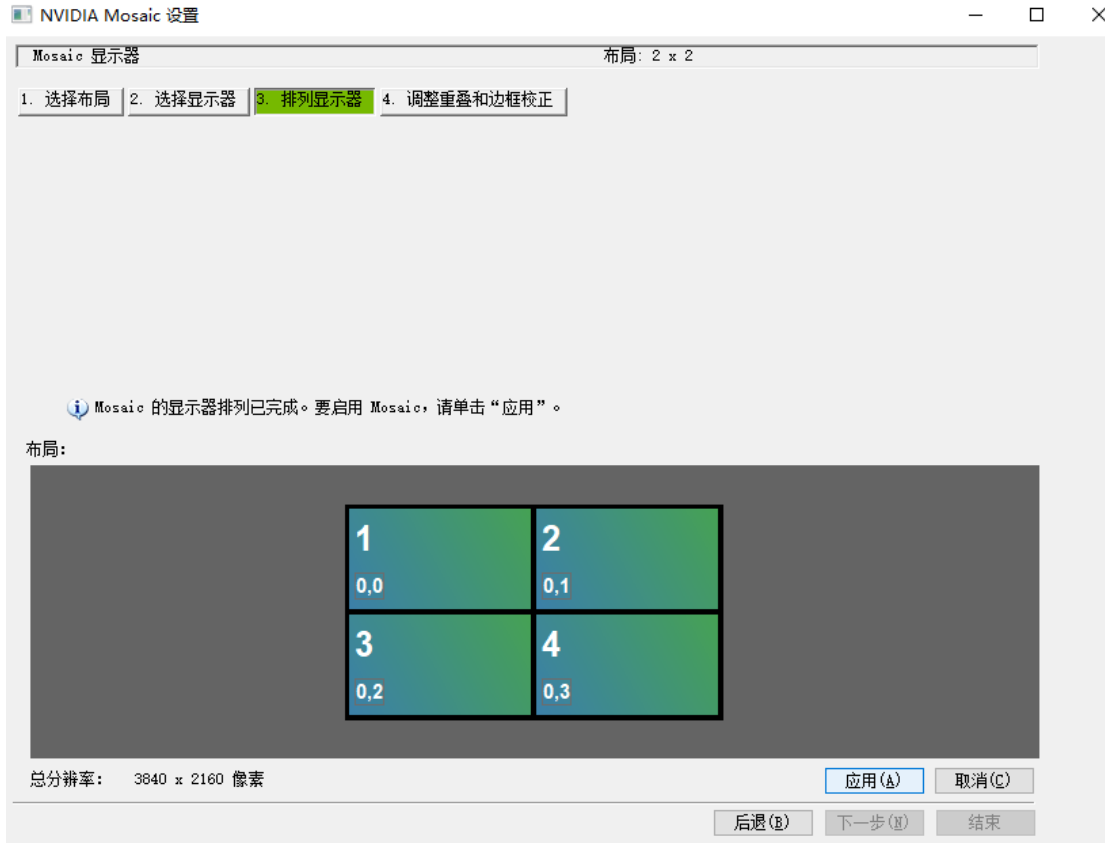 NVIDIA Mosaic 设置
Mosaic 显示器 布局: 2 x 2
1. 选择布局 2. 选择显示器 3. 排列显示器 4. 调整重叠和边框校正
Mosaic 的显示器排列已完成。要启用 Mosaic，请单击“应用”。
布局:
1 2
0,0 0,1
3 4
0,2 0,3
总分辨率: 3840 x 2160 像素 应用(A) 取消(C)
后退(B) 下一步(N) 结束